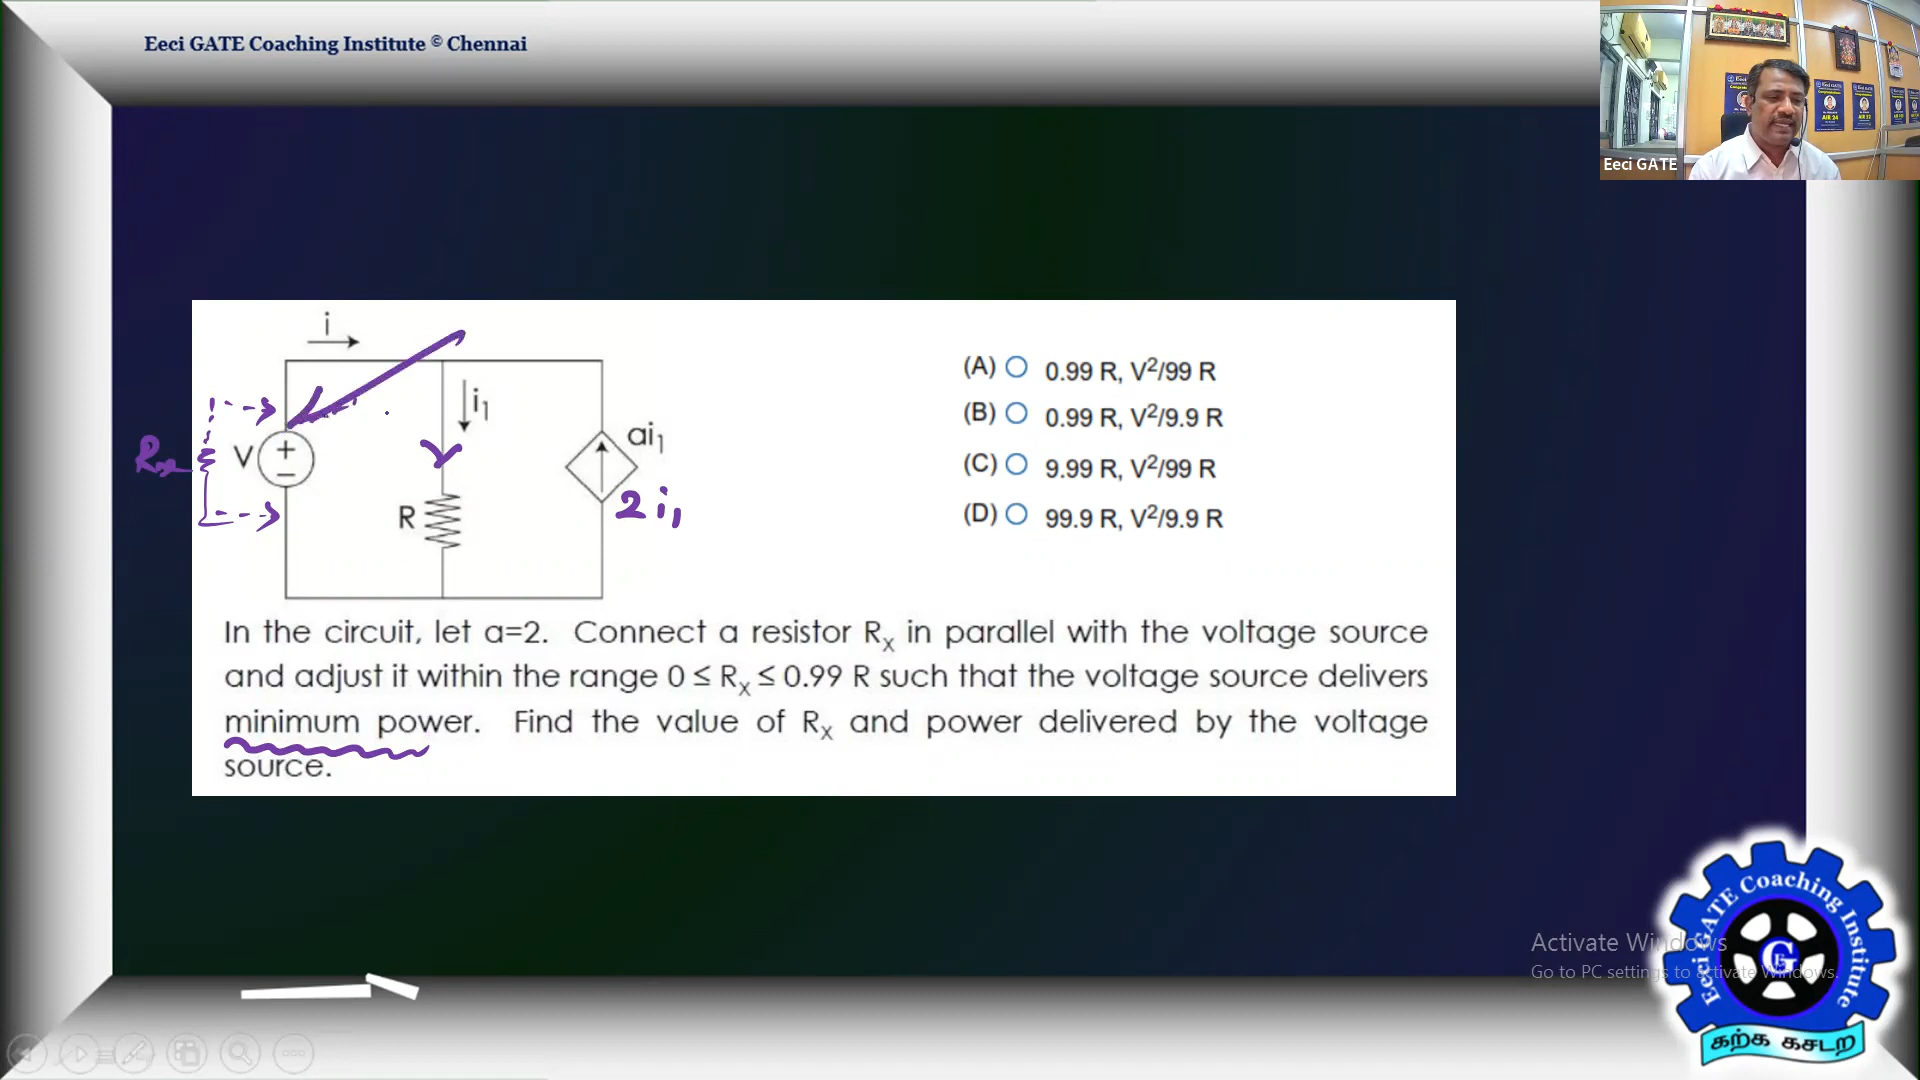 Eeci GATE Coaching Institute © Chennai
Eeci GATE
AIR 24
i
i1
V
R
ai1
Rx
2 i1
(A) 0.99 R, V²/99 R
(B) 0.99 R, V²/9.9 R
(C) 9.99 R, V²/99 R
(D) 99.9 R, V²/9.9 R
In the circuit, let a=2. Connect a resistor Rx in parallel with the voltage source
and adjust it within the range 0 ≤ Rx ≤ 0.99 R such that the voltage source delivers
minimum power. Find the value of Rx and power delivered by the voltage
source.
Activate Windows
Go to PC settings to activate Windows.
Eeci GATE Coaching Institute
கற்க கசடற